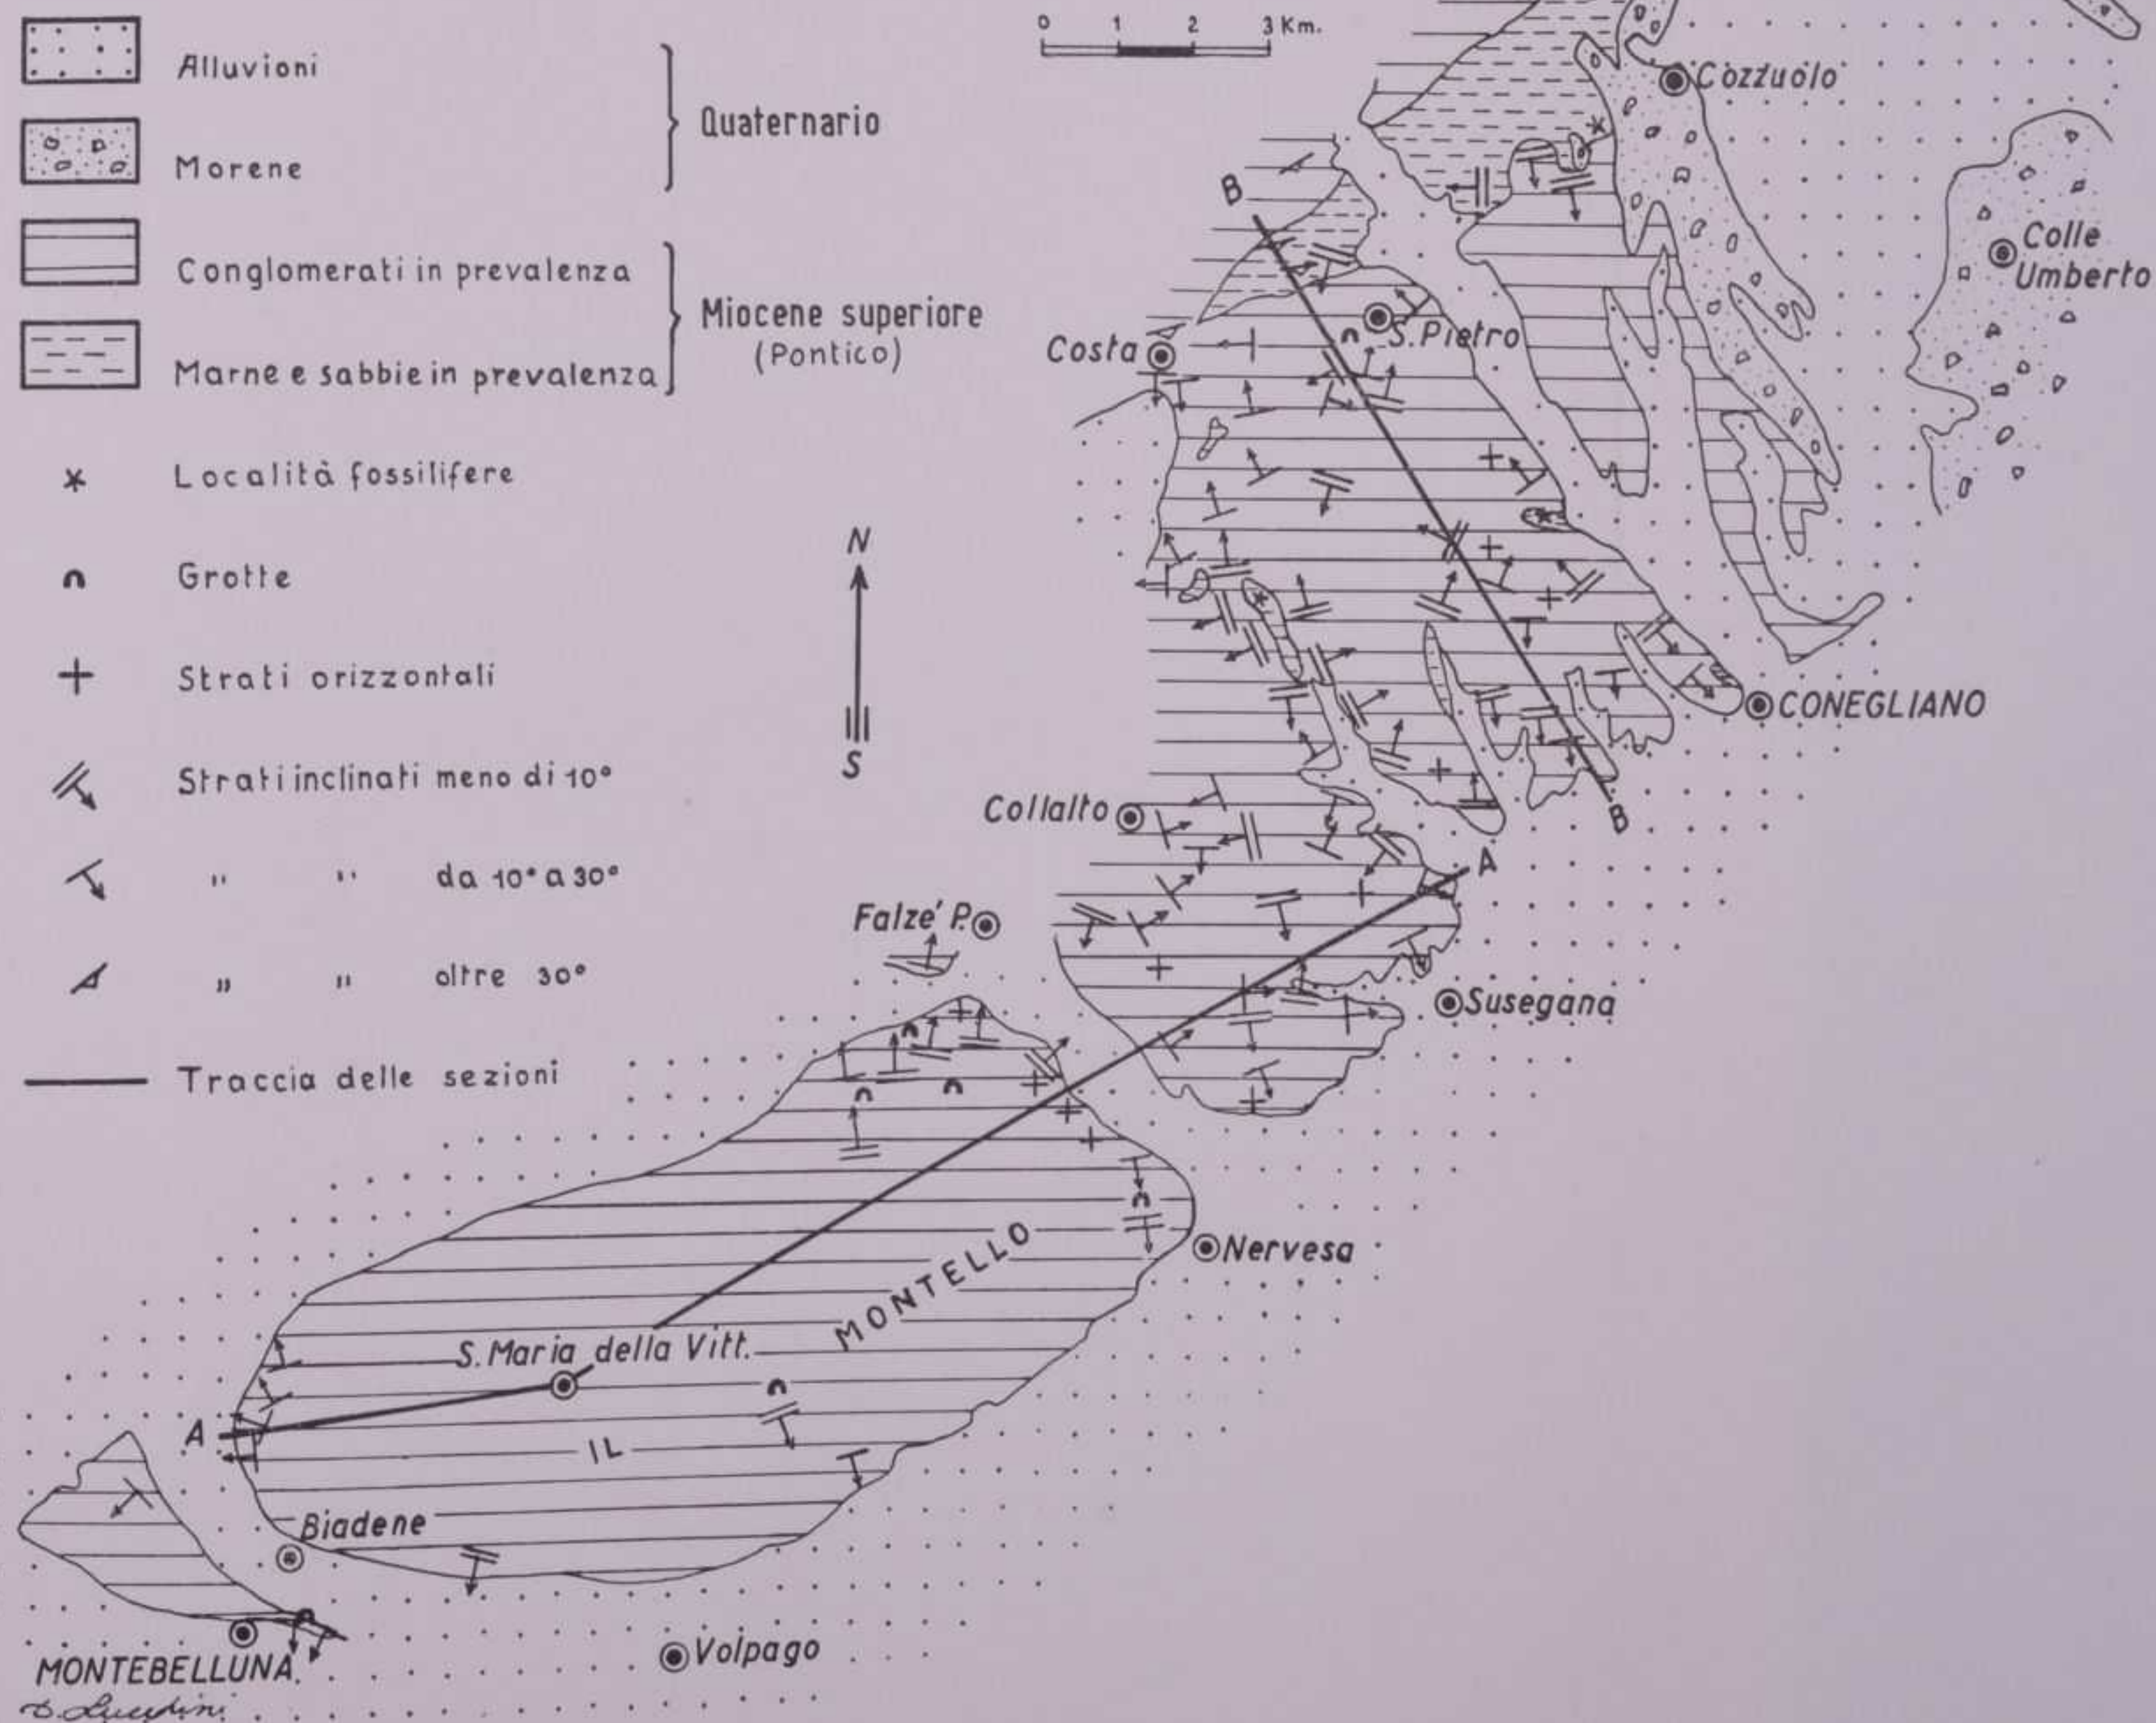 Alluvioni
Morene
Quaternario
Conglomerati in prevalenza
Marne e sabbie in prevalenza
Miocene superiore
(Pontico)
Località fossilifere
Grotte
Strati orizzontali
Strati inclinati meno di 10°
" " da 10° a 30°
" " oltre 30°
Traccia delle sezioni
0 1 2 3 Km.
N
S
Cozzuolo
Colle
Umberto
B
S. Pietro
Costa
CONEGLIANO
Collalto
B
A
Falze' P.
Susegana
Nervesa
MONTELLO
S. Maria della Vitt.
A
IL
Biadene
MONTEBELLUNA
Volpago